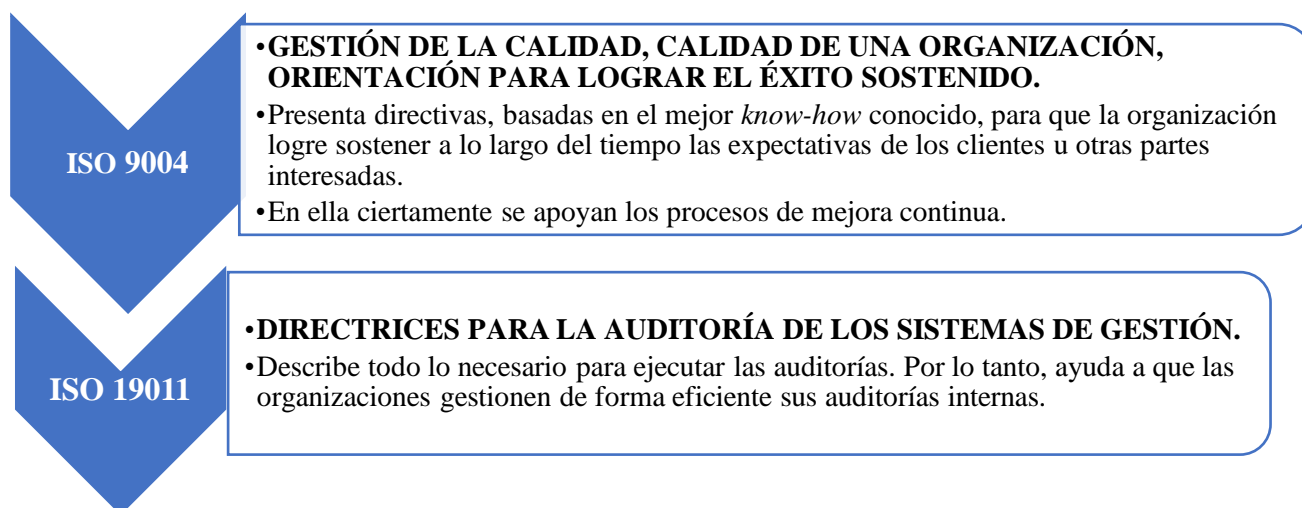 ISO 9004
•GESTIÓN DE LA CALIDAD, CALIDAD DE UNA ORGANIZACIÓN,
ORIENTACIÓN PARA LOGRAR EL ÉXITO SOSTENIDO.
•Presenta directivas, basadas en el mejor know-how conocido, para que la organización
logre sostener a lo largo del tiempo las expectativas de los clientes u otras partes
interesadas.
•En ella ciertamente se apoyan los procesos de mejora continua.
ISO 19011
•DIRECTRICES PARA LA AUDITORÍA DE LOS SISTEMAS DE GESTIÓN.
•Describe todo lo necesario para ejecutar las auditorías. Por lo tanto, ayuda a que las
organizaciones gestionen de forma eficiente sus auditorías internas.